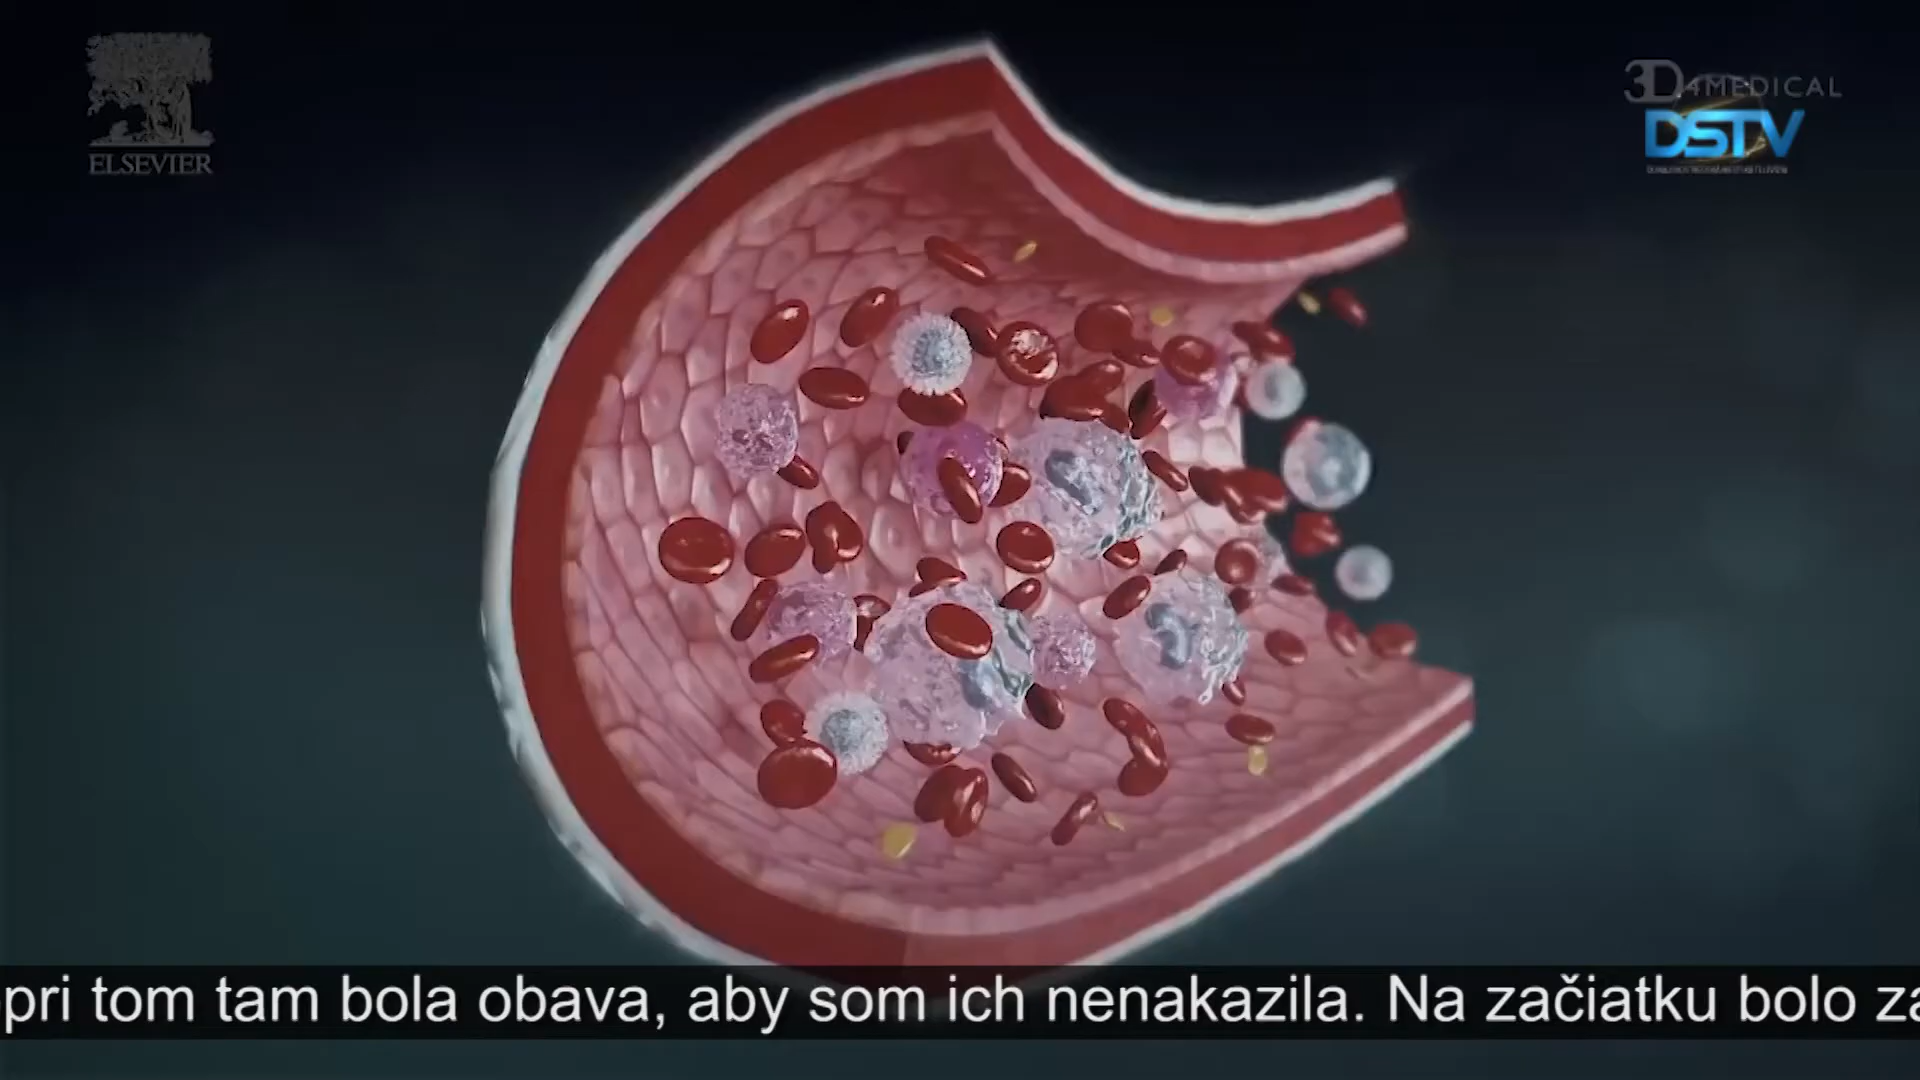 ELSEVIER
3D4MEDICAL
DSTV
pri tom tam bola obava, aby som ich nenakazila. Na začiatku bolo za